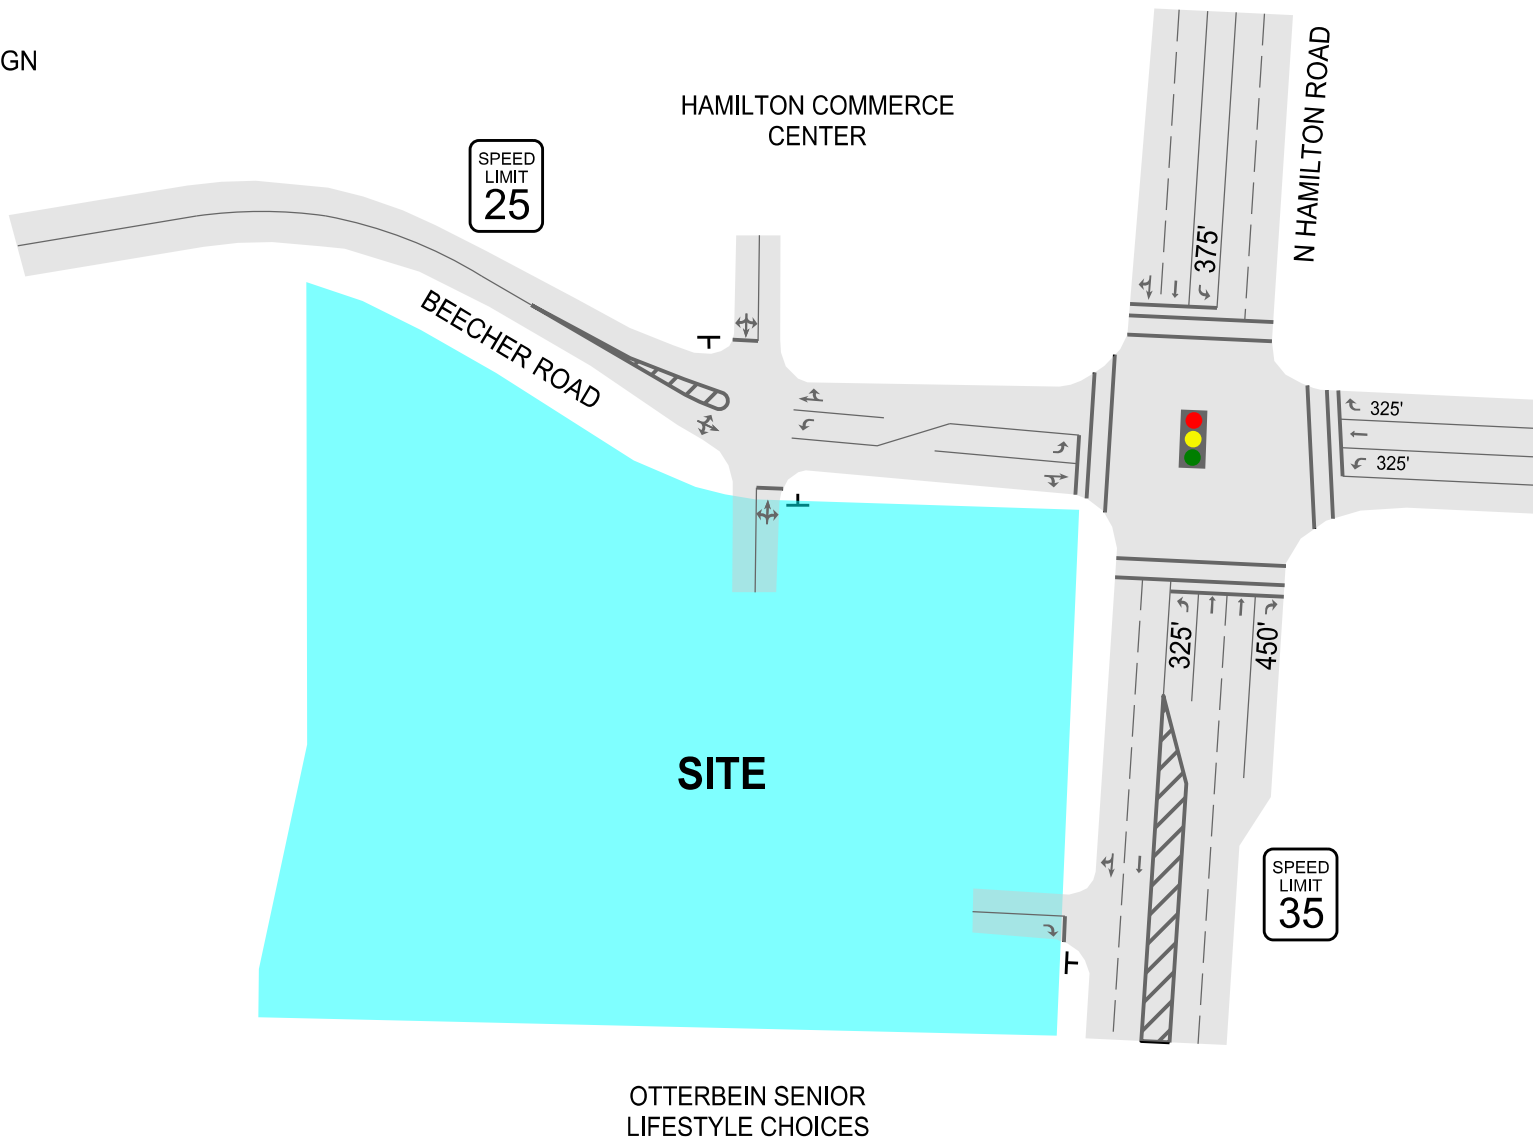 GN
HAMILTON COMMERCE
CENTER
N HAMILTON ROAD
SPEED
LIMIT
25
375'
BEECHER ROAD
325'
325'
325'
450'
SITE
SPEED
LIMIT
35
OTTERBEIN SENIOR
LIFESTYLE CHOICES